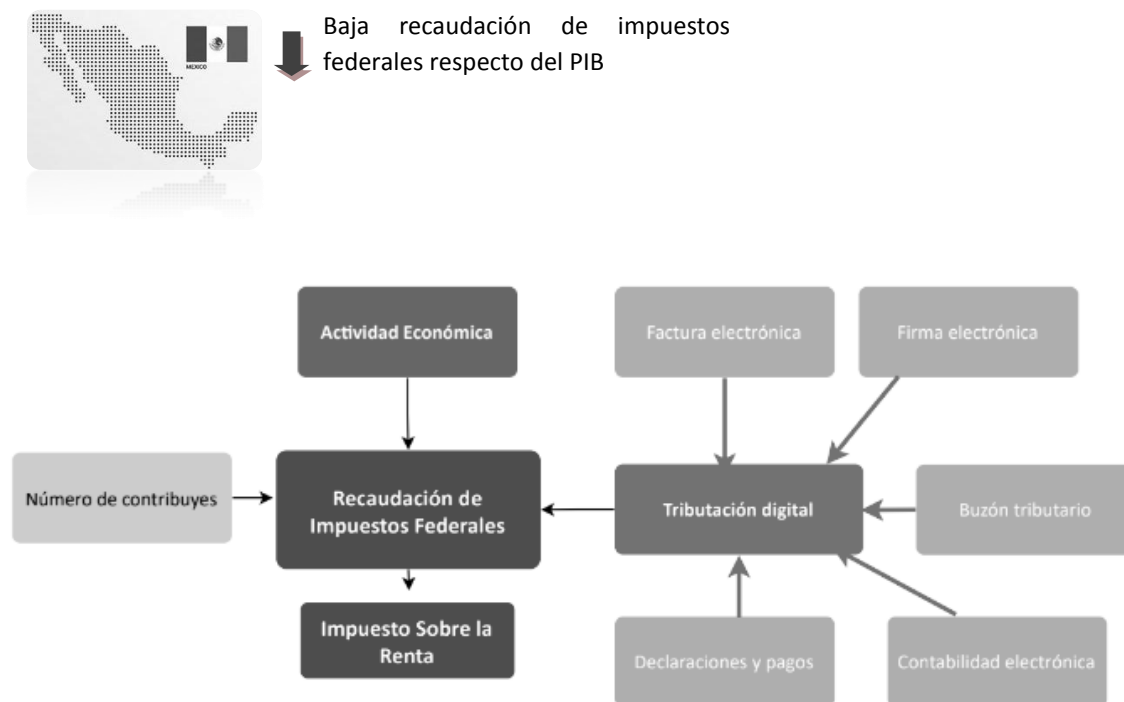 Baja recaudación de impuestos
federales respecto del PIB
MEXICO
Actividad Económica
Factura electrónica
Firma electrónica
Número de contribuyes
Recaudación de
Impuestos Federales
Tributación digital
Buzón tributario
Impuesto Sobre la
Renta
Declaraciones y pagos
Contabilidad electrónica